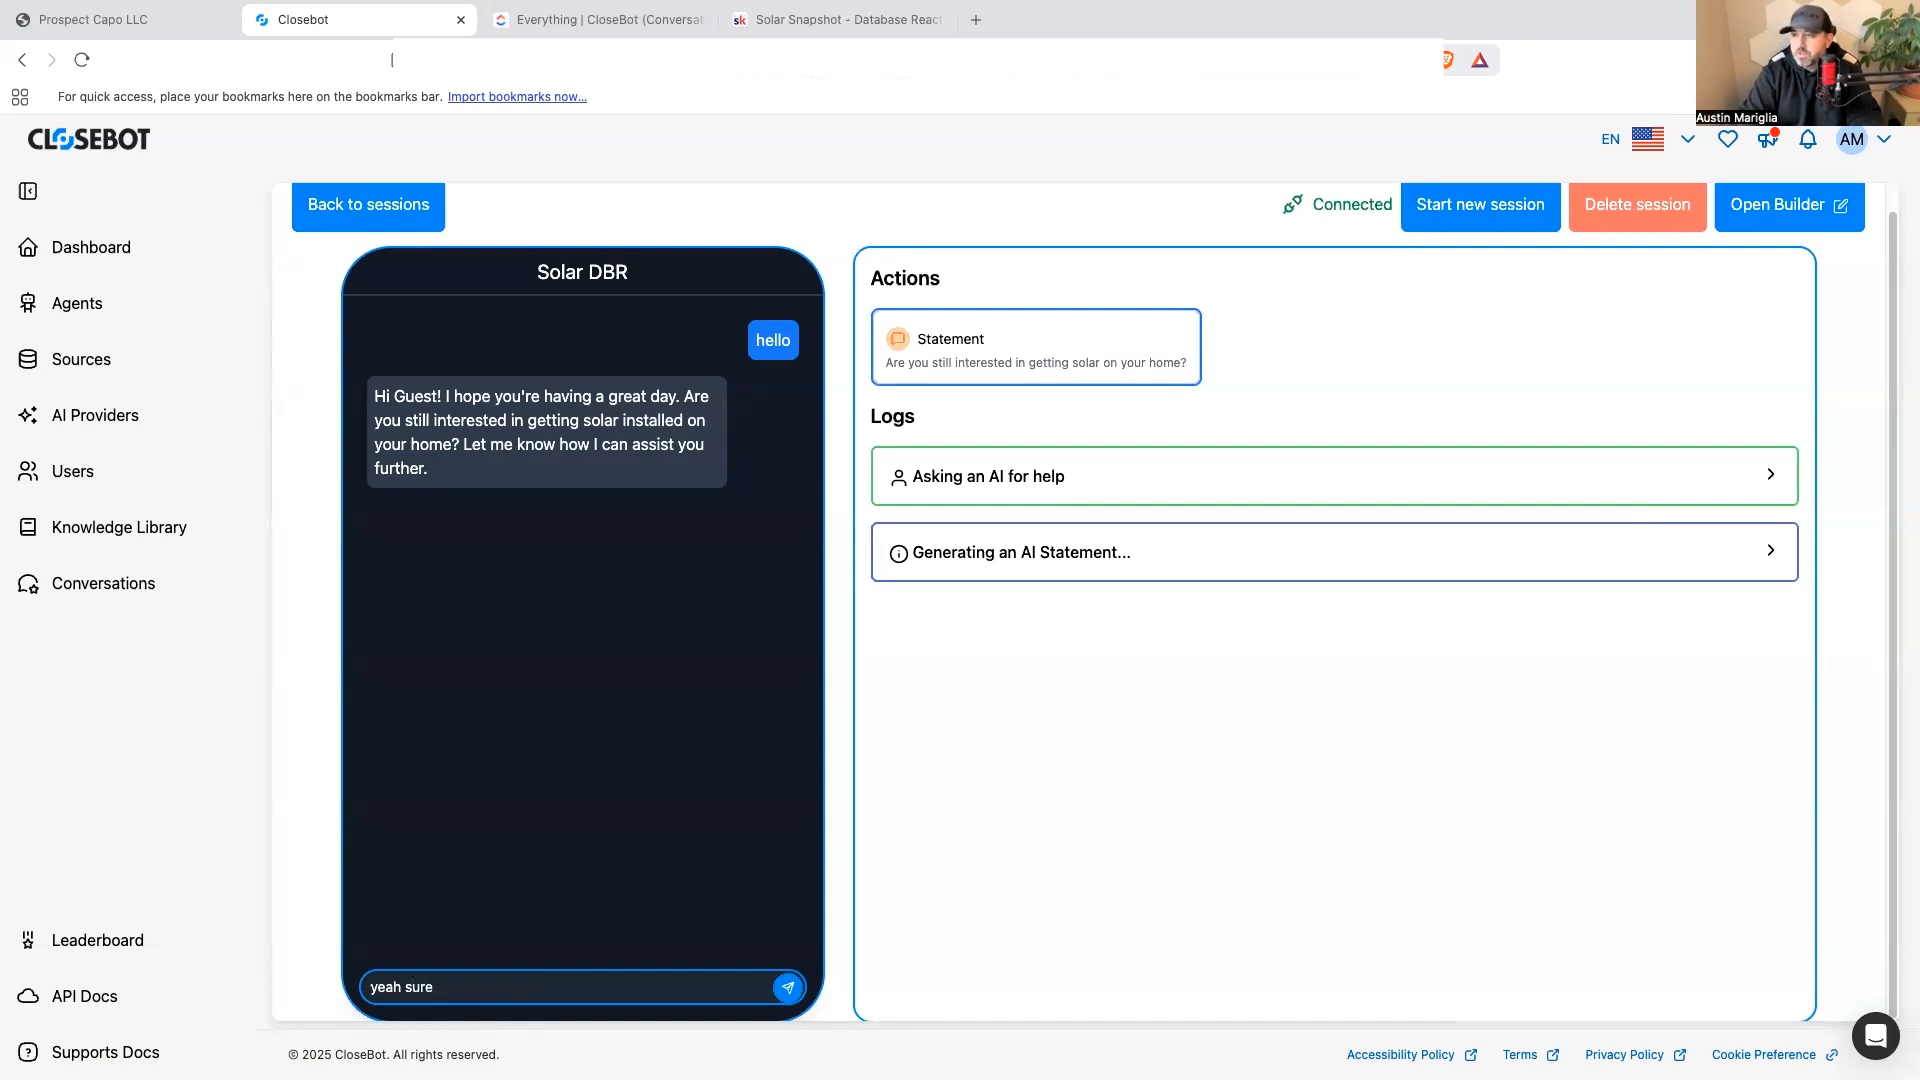 Prospect Capo LLC
Closebot
Everything | CloseBot (Conversat
sk Solar Snapshot - Database React
For quick access, place your bookmarks here on the bookmarks bar. Import bookmarks now...
Austin Mariglia
CLOSEBOT
EN
AM
Back to sessions
Connected
Start new session
Delete session
Open Builder
Dashboard
Agents
Sources
AI Providers
Users
Knowledge Library
Conversations
Leaderboard
API Docs
Supports Docs
Solar DBR
hello
Hi Guest! I hope you're having a great day. Are
you still interested in getting solar installed on
your home? Let me know how I can assist you
further.
yeah sure
Actions
Statement
Are you still interested in getting solar on your home?
Logs
Asking an AI for help
Generating an AI Statement...
© 2025 CloseBot. All rights reserved.
Accessibility Policy
Terms
Privacy Policy
Cookie Preference